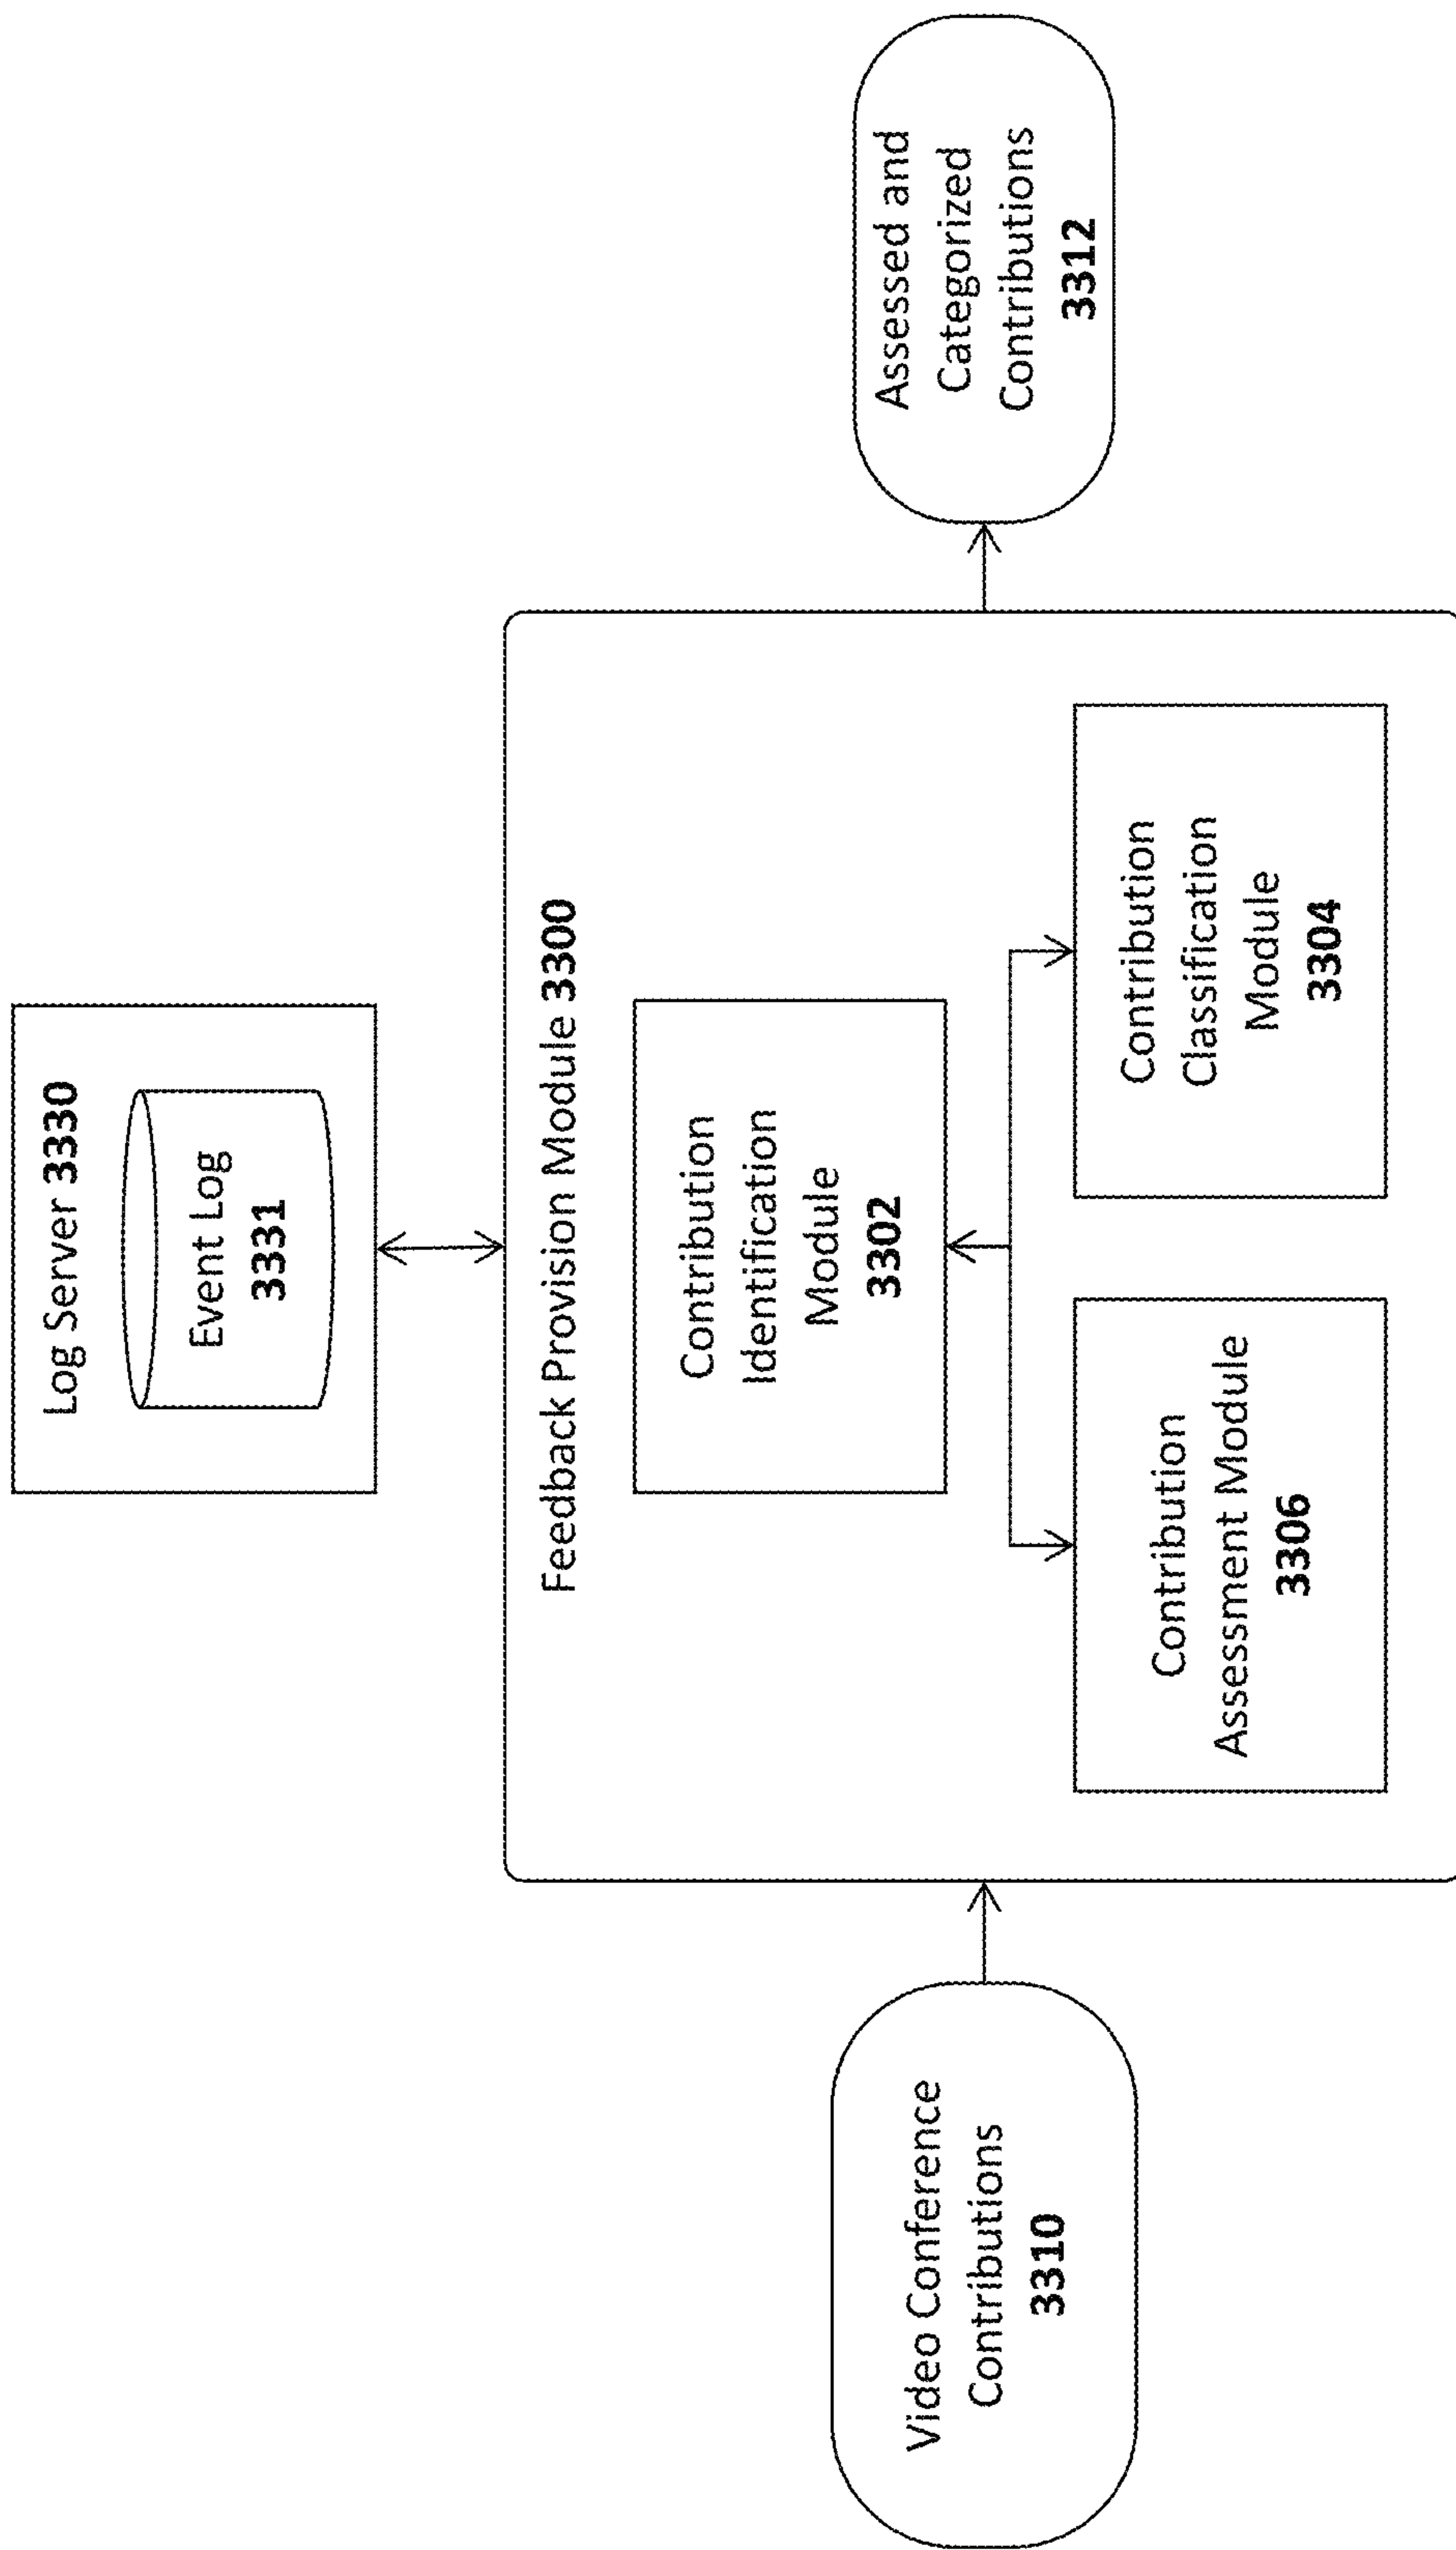 Log Server 3330
Event Log
3331
Feedback Provision Module 3300
Contribution
Identification
Module
3302
Contribution
Assessment Module
3306
Contribution
Classification
Module
3304
Video Conference
Contributions
3310
Assessed and
Categorized
Contributions
3312